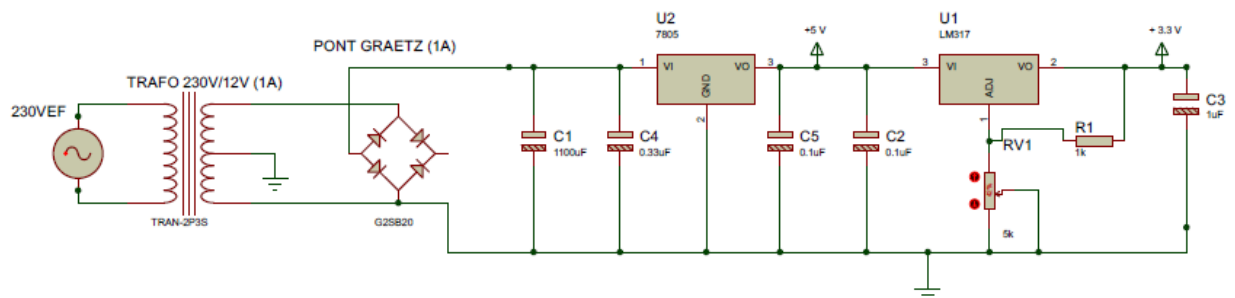 PONT GRAETZ (1A)
TRAFO 230V/12V (1A)
230VEF
TRAN-2P3S
G2SB20
C1
1100uF
C4
0.33uF
U2
7805
1
VI
VO
3
GND
2
+5 V
C5
0.1uF
C2
0.1uF
U1
LM317
3
VI
VO
2
ADJ
1
+ 3.3 V
R1
1k
RV1
5k
C3
1uF